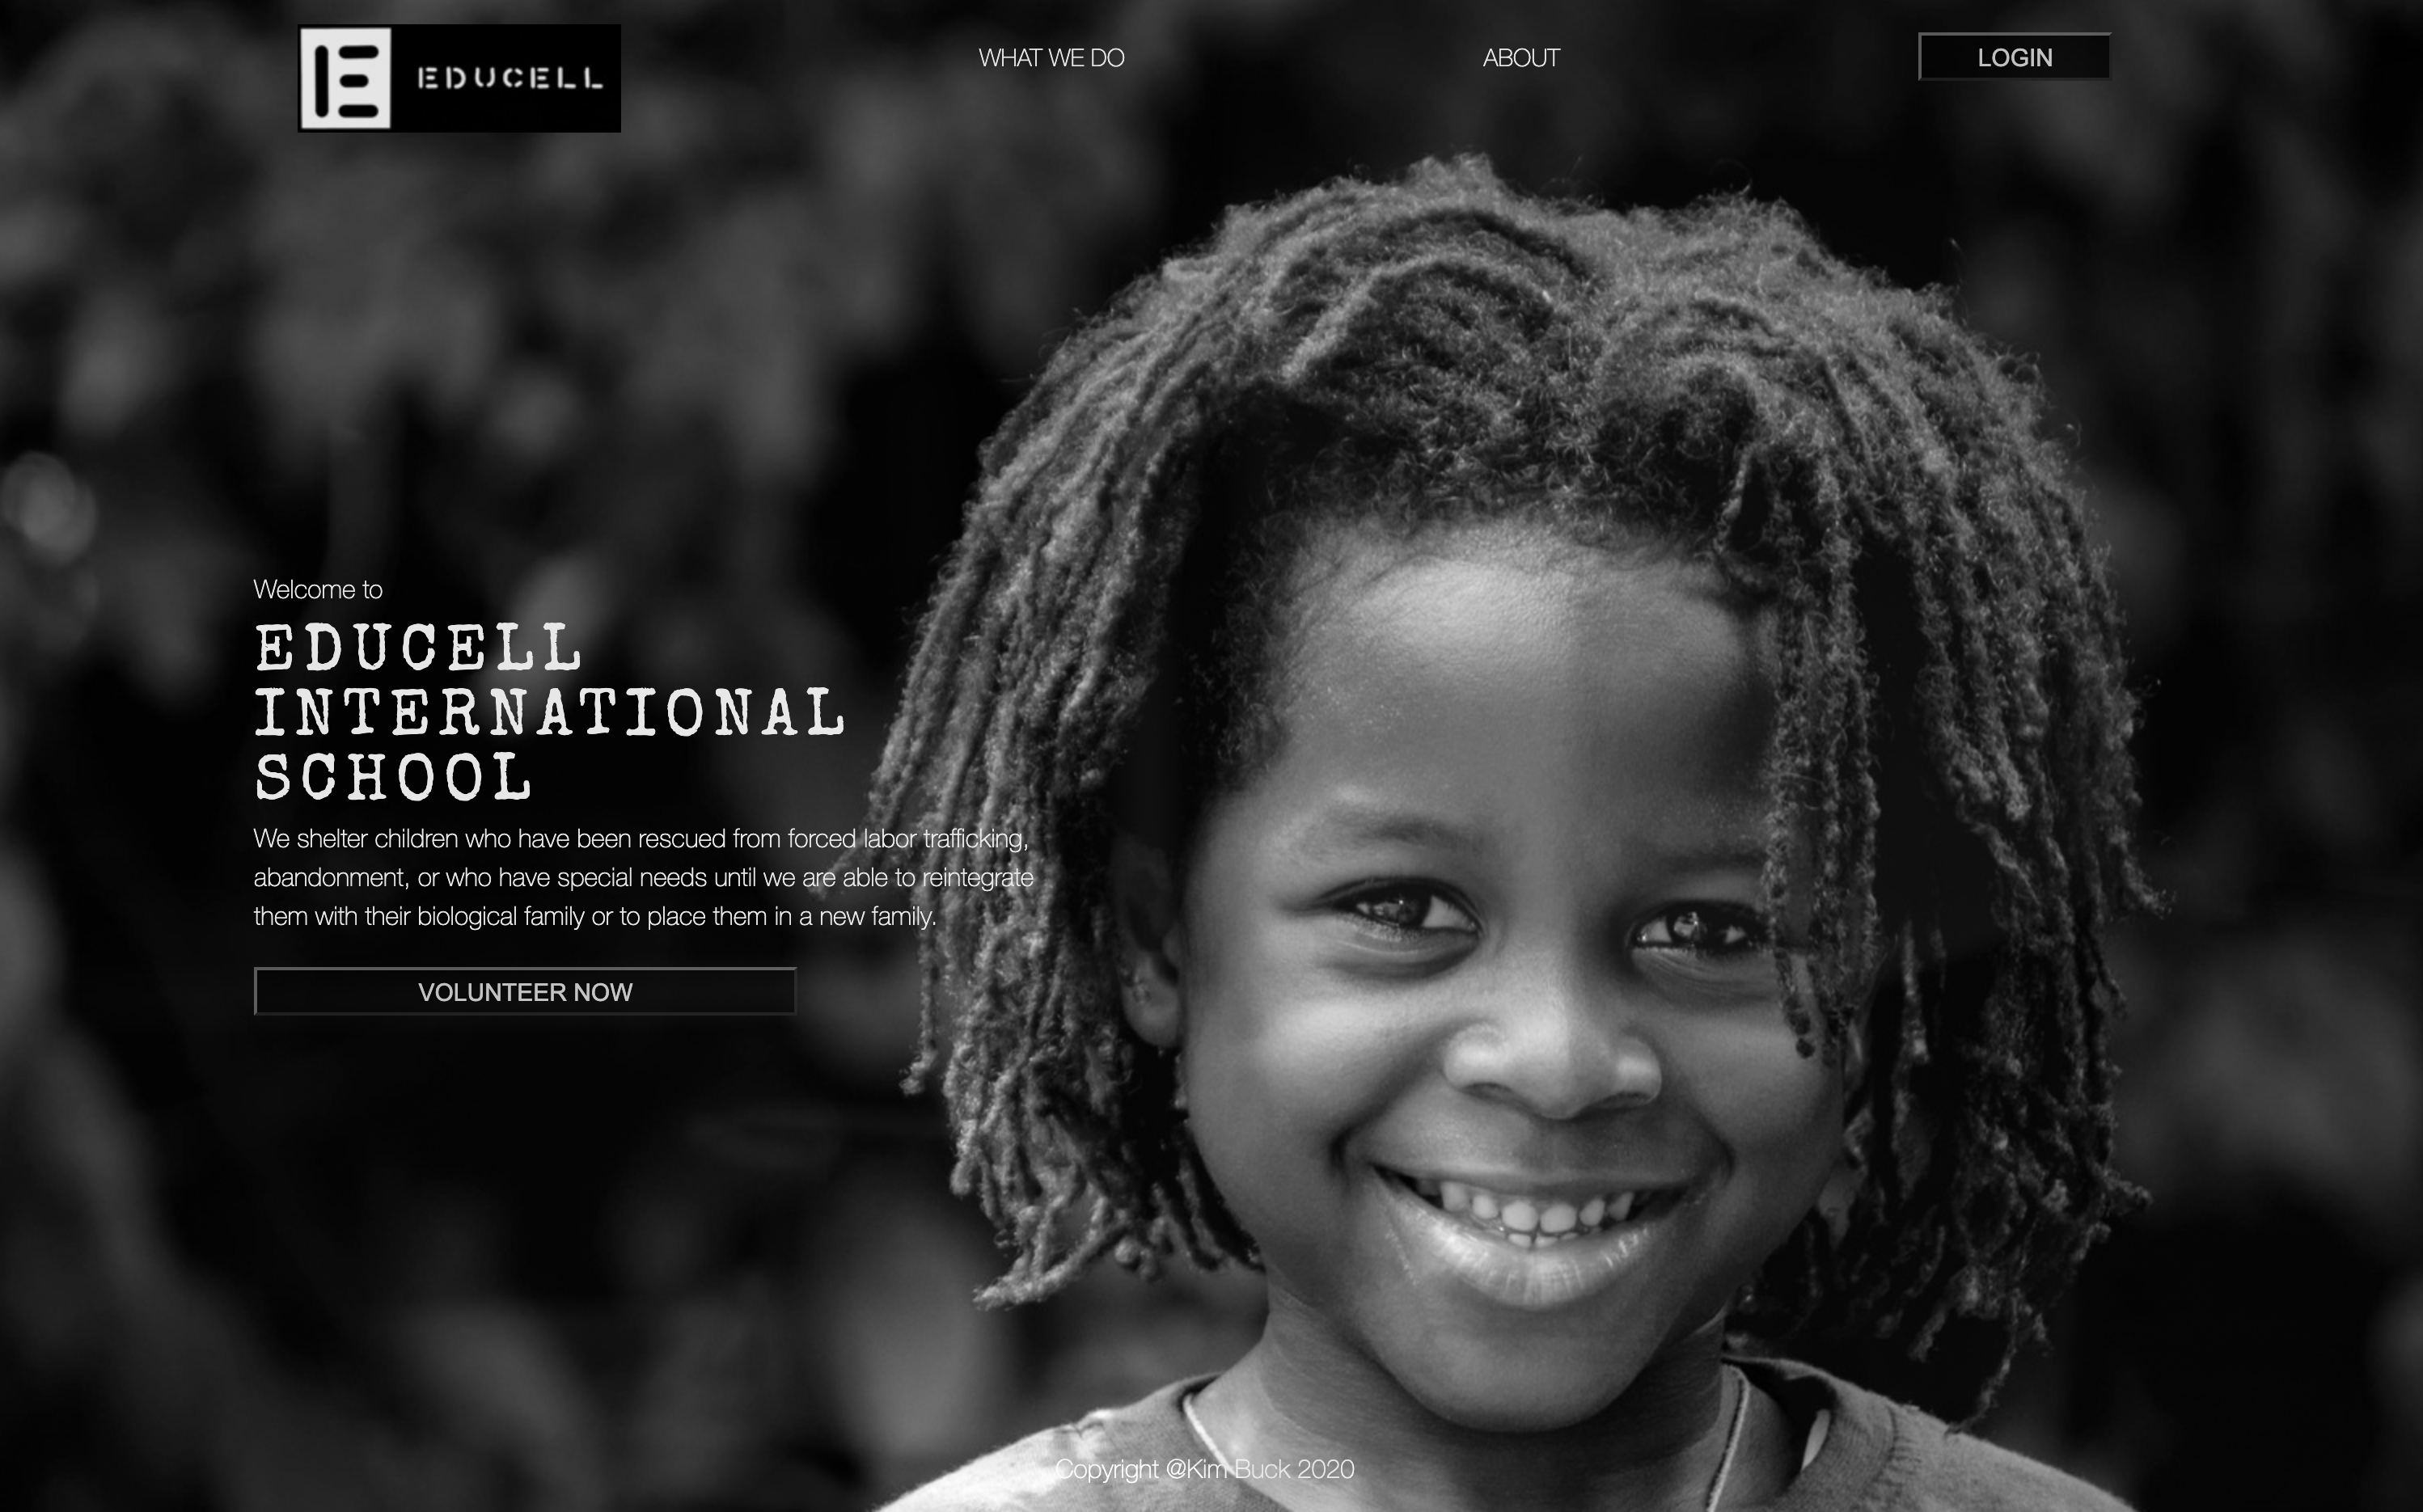 E EDUCELL
WHAT WE DO
ABOUT
LOGIN
Welcome to
EDUCELL
INTERNATIONAL
SCHOOL
We shelter children who have been rescued from forced labor trafficking,
abandonment, or who have special needs until we are able to reintegrate
them with their biological family or to place them in a new family.
VOLUNTEER NOW
Copyright @Kim Buck 2020